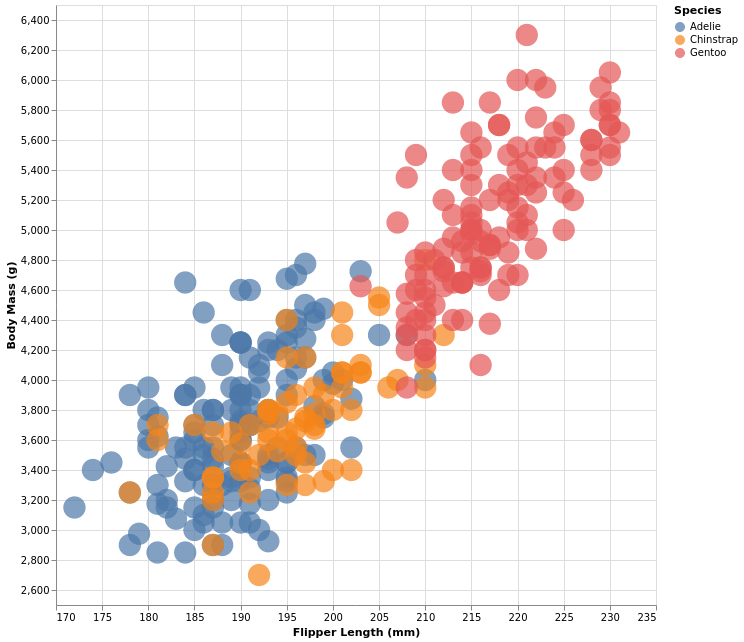 Species
Adelie
Chinstrap
Gentoo
6,400
6,200
6,000
5,800
5,600
5,400
5,200
5,000
4,800
4,600
4,400
4,200
4,000
3,800
3,600
3,400
3,200
3,000
2,800
2,600
Body Mass (g)
170 175 180 185 190 195 200 205 210 215 220 225 230 235
Flipper Length (mm)